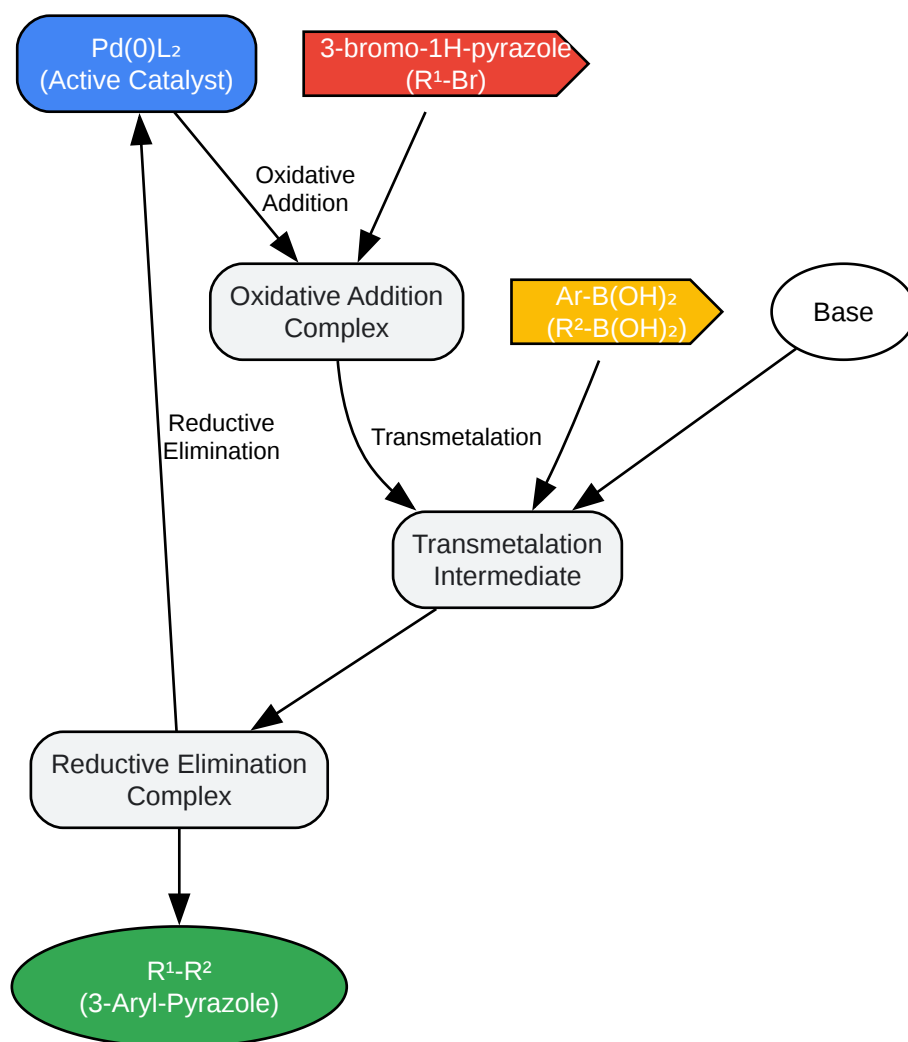 Pd(0)L₂
(Active Catalyst)
3-bromo-1H-pyrazole
(R¹-Br)
Oxidative
Addition
Oxidative Addition
Complex
Ar-B(OH)₂
(R²-B(OH)₂)
Base
Reductive
Elimination
Transmetalation
Transmetalation
Intermediate
Reductive Elimination
Complex
R¹-R²
(3-Aryl-Pyrazole)